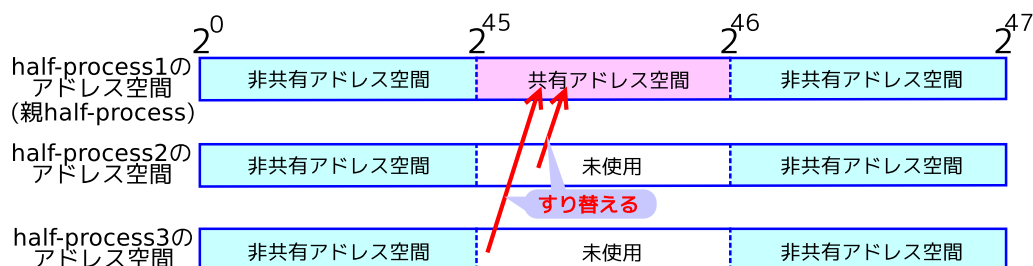 2^0 2^45 2^46 2^47
half-process1の
アドレス空間
(親half-process)
非共有アドレス空間 共有アドレス空間 非共有アドレス空間
half-process2の
アドレス空間
非共有アドレス空間 未使用 非共有アドレス空間
すり替える
half-process3の
アドレス空間
非共有アドレス空間 未使用 非共有アドレス空間